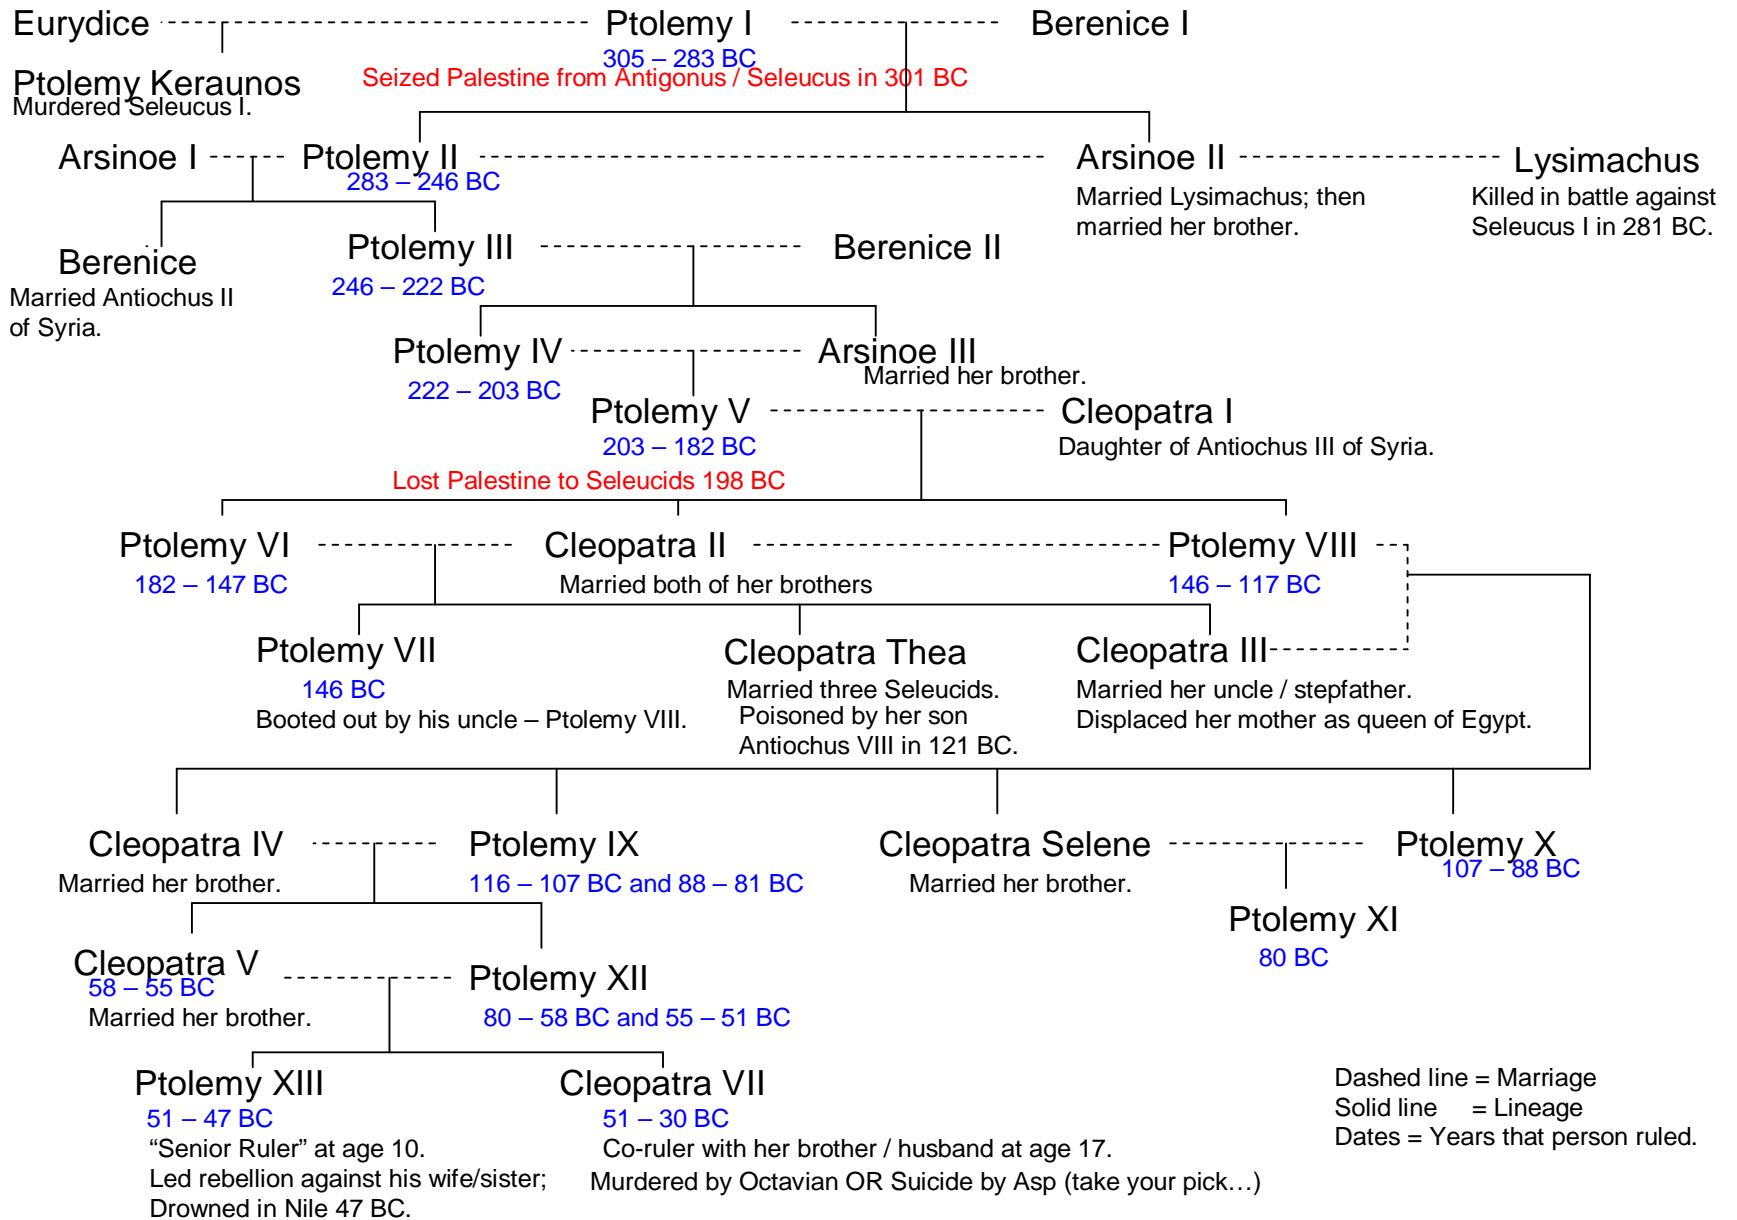 Eurydice Ptolemy I Berenice I
305 – 283 BC
Ptolemy Keraunos
Seized Palestine from Antigonus / Seleucus in 301 BC
Murdered Seleucus I.
Arsinoe I Ptolemy II Arsinoe II Lysimachus
283 – 246 BC
Married Lysimachus; then
married her brother.
Killed in battle against
Seleucus I in 281 BC.
Berenice Ptolemy III Berenice II
Married Antiochus II
of Syria.
246 – 222 BC
Ptolemy IV Arsinoe III
Married her brother.
222 – 203 BC
Ptolemy V Cleopatra I
203 – 182 BC
Daughter of Antiochus III of Syria.
Lost Palestine to Seleucids 198 BC
Ptolemy VI Cleopatra II Ptolemy VIII
182 – 147 BC
Married both of her brothers
146 – 117 BC
Ptolemy VII Cleopatra Thea Cleopatra III
146 BC
Booted out by his uncle – Ptolemy VIII.
Married three Seleucids.
Poisoned by her son
Antiochus VIII in 121 BC.
Married her uncle / stepfather.
Displaced her mother as queen of Egypt.
Cleopatra IV Ptolemy IX Cleopatra Selene Ptolemy X
Married her brother.
116 – 107 BC and 88 – 81 BC
Married her brother.
107 – 88 BC
Ptolemy XI
80 BC
Cleopatra V Ptolemy XII
58 – 55 BC
Married her brother.
80 – 58 BC and 55 – 51 BC
Ptolemy XIII Cleopatra VII
51 – 47 BC
“Senior Ruler” at age 10.
Led rebellion against his wife/sister;
Drowned in Nile 47 BC.
51 – 30 BC
Co-ruler with her brother / husband at age 17.
Murdered by Octavian OR Suicide by Asp (take your pick…)
Dashed line = Marriage
Solid line = Lineage
Dates = Years that person ruled.